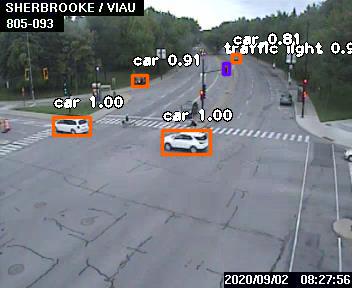 SHERBROOKE / VIAU
805-093
car 0.81
traffic light 0.9
car 0.91
car 1.00
car 1.00
2020/09/02 08:27:56